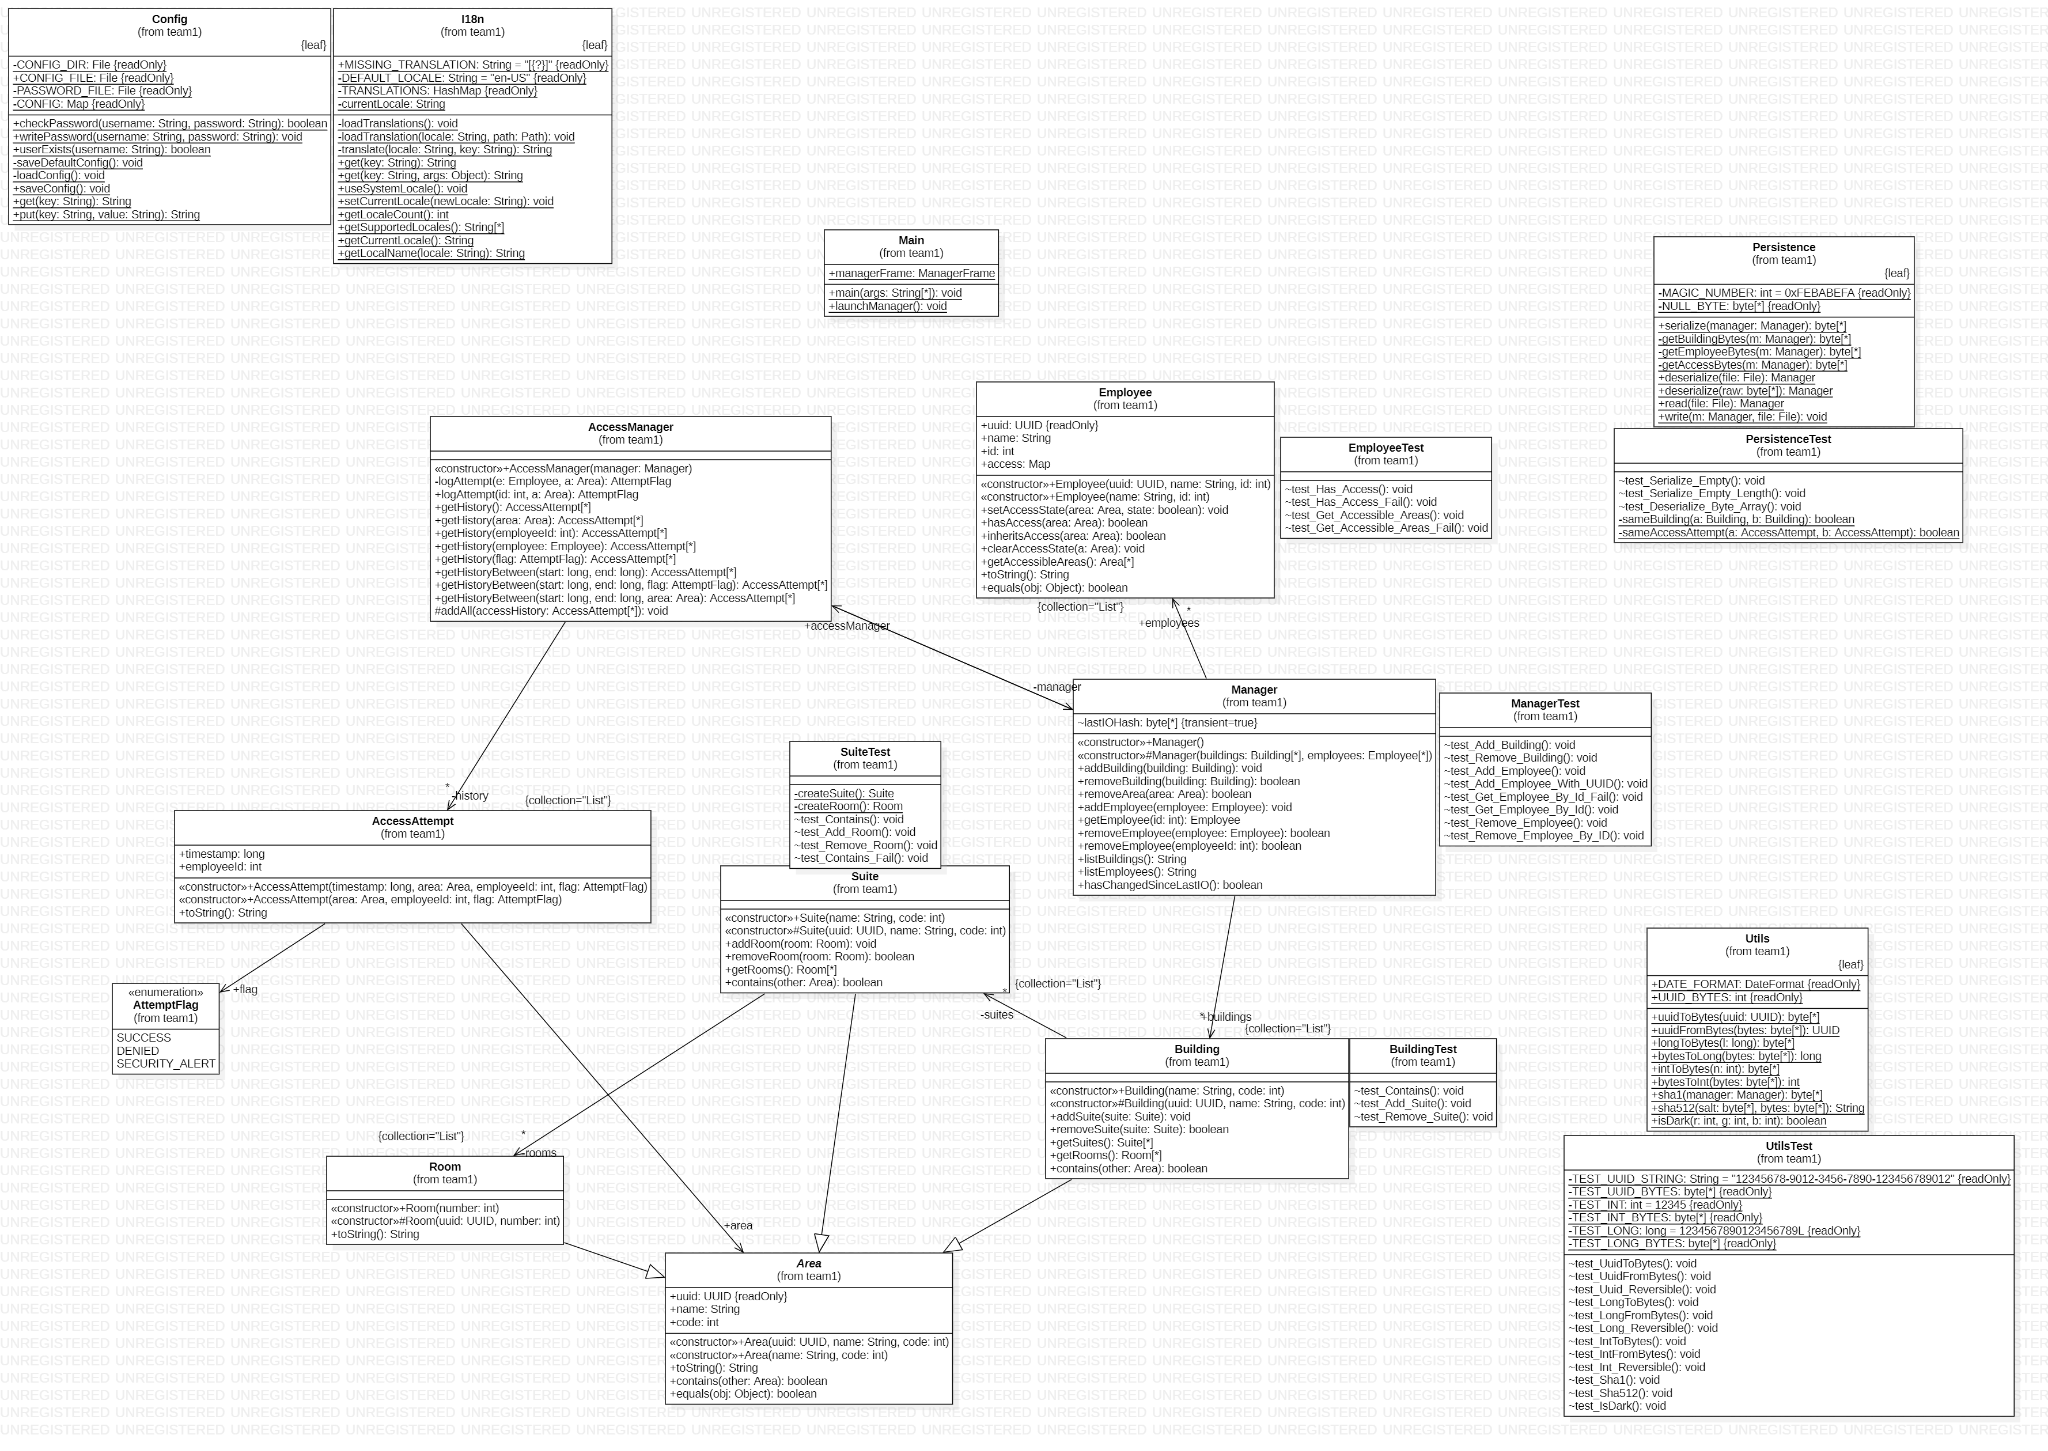 Config
(from team1)
{leaf}
-CONFIG_DIR: File {readOnly}
+CONFIG_FILE: File {readOnly}
-PASSWORD_FILE: File {readOnly}
-CONFIG: Map {readOnly}
+checkPassword(username: String, password: String): boolean
+writePassword(username: String, password: String): void
+userExists(username: String): boolean
-saveDefaultConfig(): void
-loadConfig(): void
+saveConfig(): void
+get(key: String): String
+put(key: String, value: String): String
I18n
(from team1)
{leaf}
+MISSING_TRANSLATION: String = "[{?}]" {readOnly}
-DEFAULT_LOCALE: String = "en-US" {readOnly}
-TRANSLATIONS: HashMap {readOnly}
-currentLocale: String
-loadTranslations(): void
-loadTranslation(locale: String, path: Path): void
-translate(locale: String, key: String): String
+get(key: String): String
+get(key: String, args: Object): String
+useSystemLocale(): void
+setCurrentLocale(newLocale: String): void
+getLocaleCount(): int
+getSupportedLocales(): String[*]
+getCurrentLocale(): String
+getLocalName(locale: String): String
Main
(from team1)
+managerFrame: ManagerFrame
+main(args: String[*]): void
+launchManager(): void
Persistence
(from team1)
{leaf}
-MAGIC_NUMBER: int = 0xFEBABEFA {readOnly}
-NULL_BYTE: byte[*] {readOnly}
+serialize(manager: Manager): byte[*]
-getBuildingBytes(m: Manager): byte[*]
-getEmployeeBytes(m: Manager): byte[*]
-getAccessBytes(m: Manager): byte[*]
+deserialize(file: File): Manager
+deserialize(raw: byte[*]): Manager
+read(file: File): Manager
+write(m: Manager, file: File): void
PersistenceTest
(from team1)
~test_Serialize_Empty(): void
~test_Serialize_Empty_Length(): void
~test_Deserialize_Byte_Array(): void
-sameBuilding(a: Building, b: Building): boolean
-sameAccessAttempt(a: AccessAttempt, b: AccessAttempt): boolean
Employee
(from team1)
+uuid: UUID {readOnly}
+name: String
+id: int
+access: Map
«constructor»+Employee(uuid: UUID, name: String, id: int)
«constructor»+Employee(name: String, id: int)
+setAccessState(area: Area, state: boolean): void
+hasAccess(area: Area): boolean
+inheritsAccess(area: Area): boolean
+clearAccessState(a: Area): void
+getAccessibleAreas(): Area[*]
+toString(): String
+equals(obj: Object): boolean
{collection="List"}
*
+employees
EmployeeTest
(from team1)
~test_Has_Access(): void
~test_Has_Access_Fail(): void
~test_Get_Accessible_Areas(): void
~test_Get_Accessible_Areas_Fail(): void
AccessManager
(from team1)
«constructor»+AccessManager(manager: Manager)
-logAttempt(e: Employee, a: Area): AttemptFlag
+logAttempt(id: int, a: Area): AttemptFlag
+getHistory(): AccessAttempt[*]
+getHistory(area: Area): AccessAttempt[*]
+getHistory(employeeId: int): AccessAttempt[*]
+getHistory(employee: Employee): AccessAttempt[*]
+getHistory(flag: AttemptFlag): AccessAttempt[*]
+getHistoryBetween(start: long, end: long): AccessAttempt[*]
+getHistoryBetween(start: long, end: long, flag: AttemptFlag): AccessAttempt[*]
+getHistoryBetween(start: long, end: long, area: Area): AccessAttempt[*]
#addAll(accessHistory: AccessAttempt[*]): void
+accessManager
-manager
Manager
(from team1)
~lastIOHash: byte[*] {transient=true}
«constructor»+Manager()
«constructor»#Manager(buildings: Building[*], employees: Employee[*])
+addBuilding(building: Building): void
+removeBuilding(building: Building): boolean
+removeArea(area: Area): boolean
+addEmployee(employee: Employee): void
+getEmployee(id: int): Employee
+removeEmployee(employee: Employee): boolean
+removeEmployee(employeeId: int): boolean
+listBuildings(): String
+listEmployees(): String
+hasChangedSinceLastIO(): boolean
ManagerTest
(from team1)
~test_Add_Building(): void
~test_Remove_Building(): void
~test_Add_Employee(): void
~test_Add_Employee_With_UUID(): void
~test_Get_Employee_By_Id_Fail(): void
~test_Get_Employee_By_Id(): void
~test_Remove_Employee(): void
~test_Remove_Employee_By_ID(): void
SuiteTest
(from team1)
-createSuite(): Suite
-createRoom(): Room
~test_Contains(): void
~test_Add_Room(): void
~test_Remove_Room(): void
~test_Contains_Fail(): void
*
-history
{collection="List"}
AccessAttempt
(from team1)
+timestamp: long
+employeeId: int
«constructor»+AccessAttempt(timestamp: long, area: Area, employeeId: int, flag: AttemptFlag)
«constructor»+AccessAttempt(area: Area, employeeId: int, flag: AttemptFlag)
+toString(): String
Suite
(from team1)
«constructor»+Suite(name: String, code: int)
«constructor»#Suite(uuid: UUID, name: String, code: int)
+addRoom(room: Room): void
+removeRoom(room: Room): boolean
+getRooms(): Room[*]
+contains(other: Area): boolean
{collection="List"}
*
-suites
«enumeration»
AttemptFlag
(from team1)
SUCCESS
DENIED
SECURITY_ALERT
+flag
*
+buildings
{collection="List"}
Building
(from team1)
«constructor»+Building(name: String, code: int)
«constructor»#Building(uuid: UUID, name: String, code: int)
+addSuite(suite: Suite): void
+removeSuite(suite: Suite): boolean
+getSuites(): Suite[*]
+getRooms(): Room[*]
+contains(other: Area): boolean
BuildingTest
(from team1)
~test_Contains(): void
~test_Add_Suite(): void
~test_Remove_Suite(): void
Utils
(from team1)
{leaf}
+DATE_FORMAT: DateFormat {readOnly}
+UUID_BYTES: int {readOnly}
+uuidToBytes(uuid: UUID): byte[*]
+uuidFromBytes(bytes: byte[*]): UUID
+longToBytes(l: long): byte[*]
+bytesToLong(bytes: byte[*]): long
+intToBytes(n: int): byte[*]
+bytesToInt(bytes: byte[*]): int
+sha1(manager: Manager): byte[*]
+sha512(salt: byte[*], bytes: byte[*]): String
+isDark(r: int, g: int, b: int): boolean
UtilsTest
(from team1)
-TEST_UUID_STRING: String = "12345678-9012-3456-7890-123456789012" {readOnly}
-TEST_UUID_BYTES: byte[*] {readOnly}
-TEST_INT: int = 12345 {readOnly}
-TEST_INT_BYTES: byte[*] {readOnly}
-TEST_LONG: long = 1234567890123456789L {readOnly}
-TEST_LONG_BYTES: byte[*] {readOnly}
~test_UuidToBytes(): void
~test_UuidFromBytes(): void
~test_Uuid_Reversible(): void
~test_LongToBytes(): void
~test_LongFromBytes(): void
~test_Long_Reversible(): void
~test_IntToBytes(): void
~test_IntFromBytes(): void
~test_Int_Reversible(): void
~test_Sha1(): void
~test_Sha512(): void
~test_IsDark(): void
{collection="List"}
*
-rooms
Room
(from team1)
«constructor»+Room(number: int)
«constructor»#Room(uuid: UUID, number: int)
+toString(): String
+area
Area
(from team1)
+uuid: UUID {readOnly}
+name: String
+code: int
«constructor»+Area(uuid: UUID, name: String, code: int)
«constructor»+Area(name: String, code: int)
+toString(): String
+contains(other: Area): boolean
+equals(obj: Object): boolean
UNREGISTERED